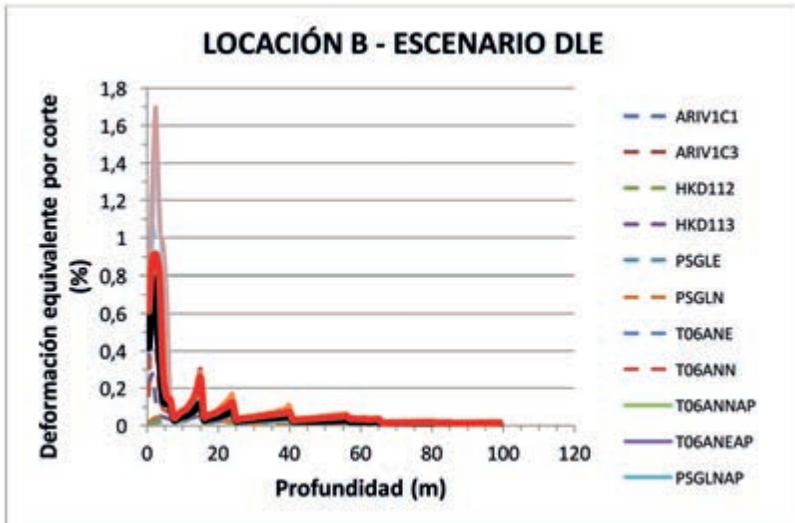 LOCACIÓN B - ESCENARIO DLE
Deformación equivalente por corte
(%)
1,8
1,6
1,4
1,2
1
0,8
0,6
0,4
0,2
0
0 20 40 60 80 100 120
Profundidad (m)
ARIV1C1
ARIV1C3
HKD112
HKD113
PSGLE
PSGLN
T06ANE
T06ANN
T06ANNAP
T06ANEAP
PSGLNAP